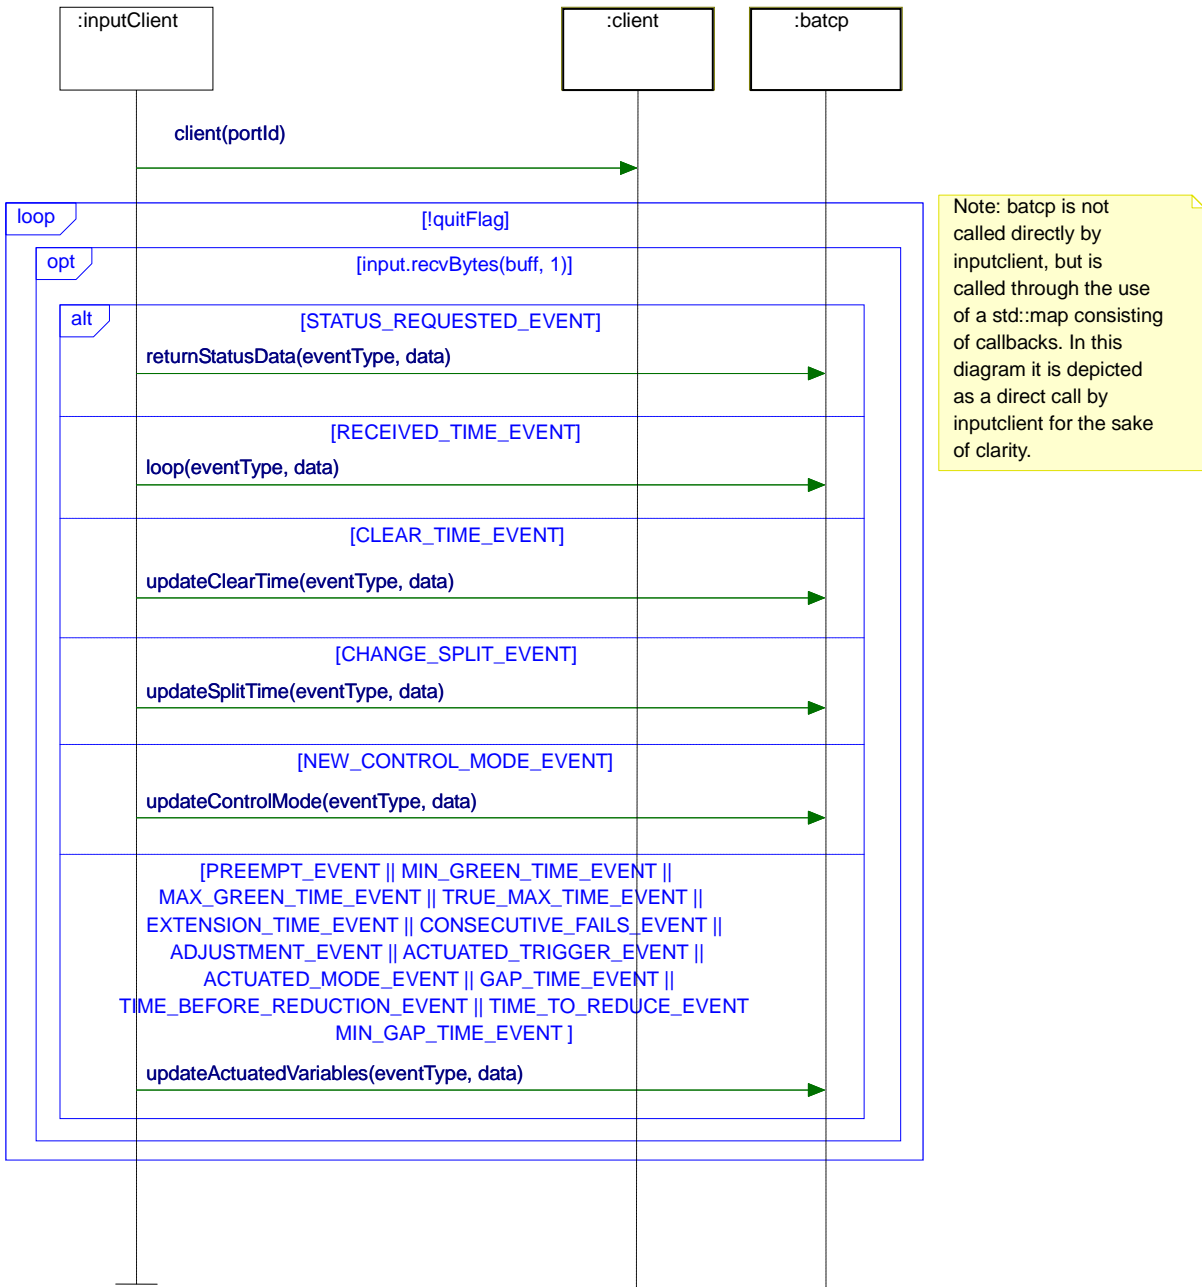 :inputClient
:client
:batcp
client(portId)
loop
[!quitFlag]
opt
[input.recvBytes(buff, 1)]
alt
[STATUS_REQUESTED_EVENT]
returnStatusData(eventType, data)
[RECEIVED_TIME_EVENT]
loop(eventType, data)
[CLEAR_TIME_EVENT]
updateClearTime(eventType, data)
[CHANGE_SPLIT_EVENT]
updateSplitTime(eventType, data)
[NEW_CONTROL_MODE_EVENT]
updateControlMode(eventType, data)
[PREEMPT_EVENT || MIN_GREEN_TIME_EVENT ||
MAX_GREEN_TIME_EVENT || TRUE_MAX_TIME_EVENT ||
EXTENSION_TIME_EVENT || CONSECUTIVE_FAILS_EVENT ||
ADJUSTMENT_EVENT || ACTUATED_TRIGGER_EVENT ||
ACTUATED_MODE_EVENT || GAP_TIME_EVENT ||
TIME_BEFORE_REDUCTION_EVENT || TIME_TO_REDUCE_EVENT
MIN_GAP_TIME_EVENT ]
updateActuatedVariables(eventType, data)
Note: batcp is not
called directly by
inputclient, but is
called through the use
of a std::map consisting
of callbacks. In this
diagram it is depicted
as a direct call by
inputclient for the sake
of clarity.